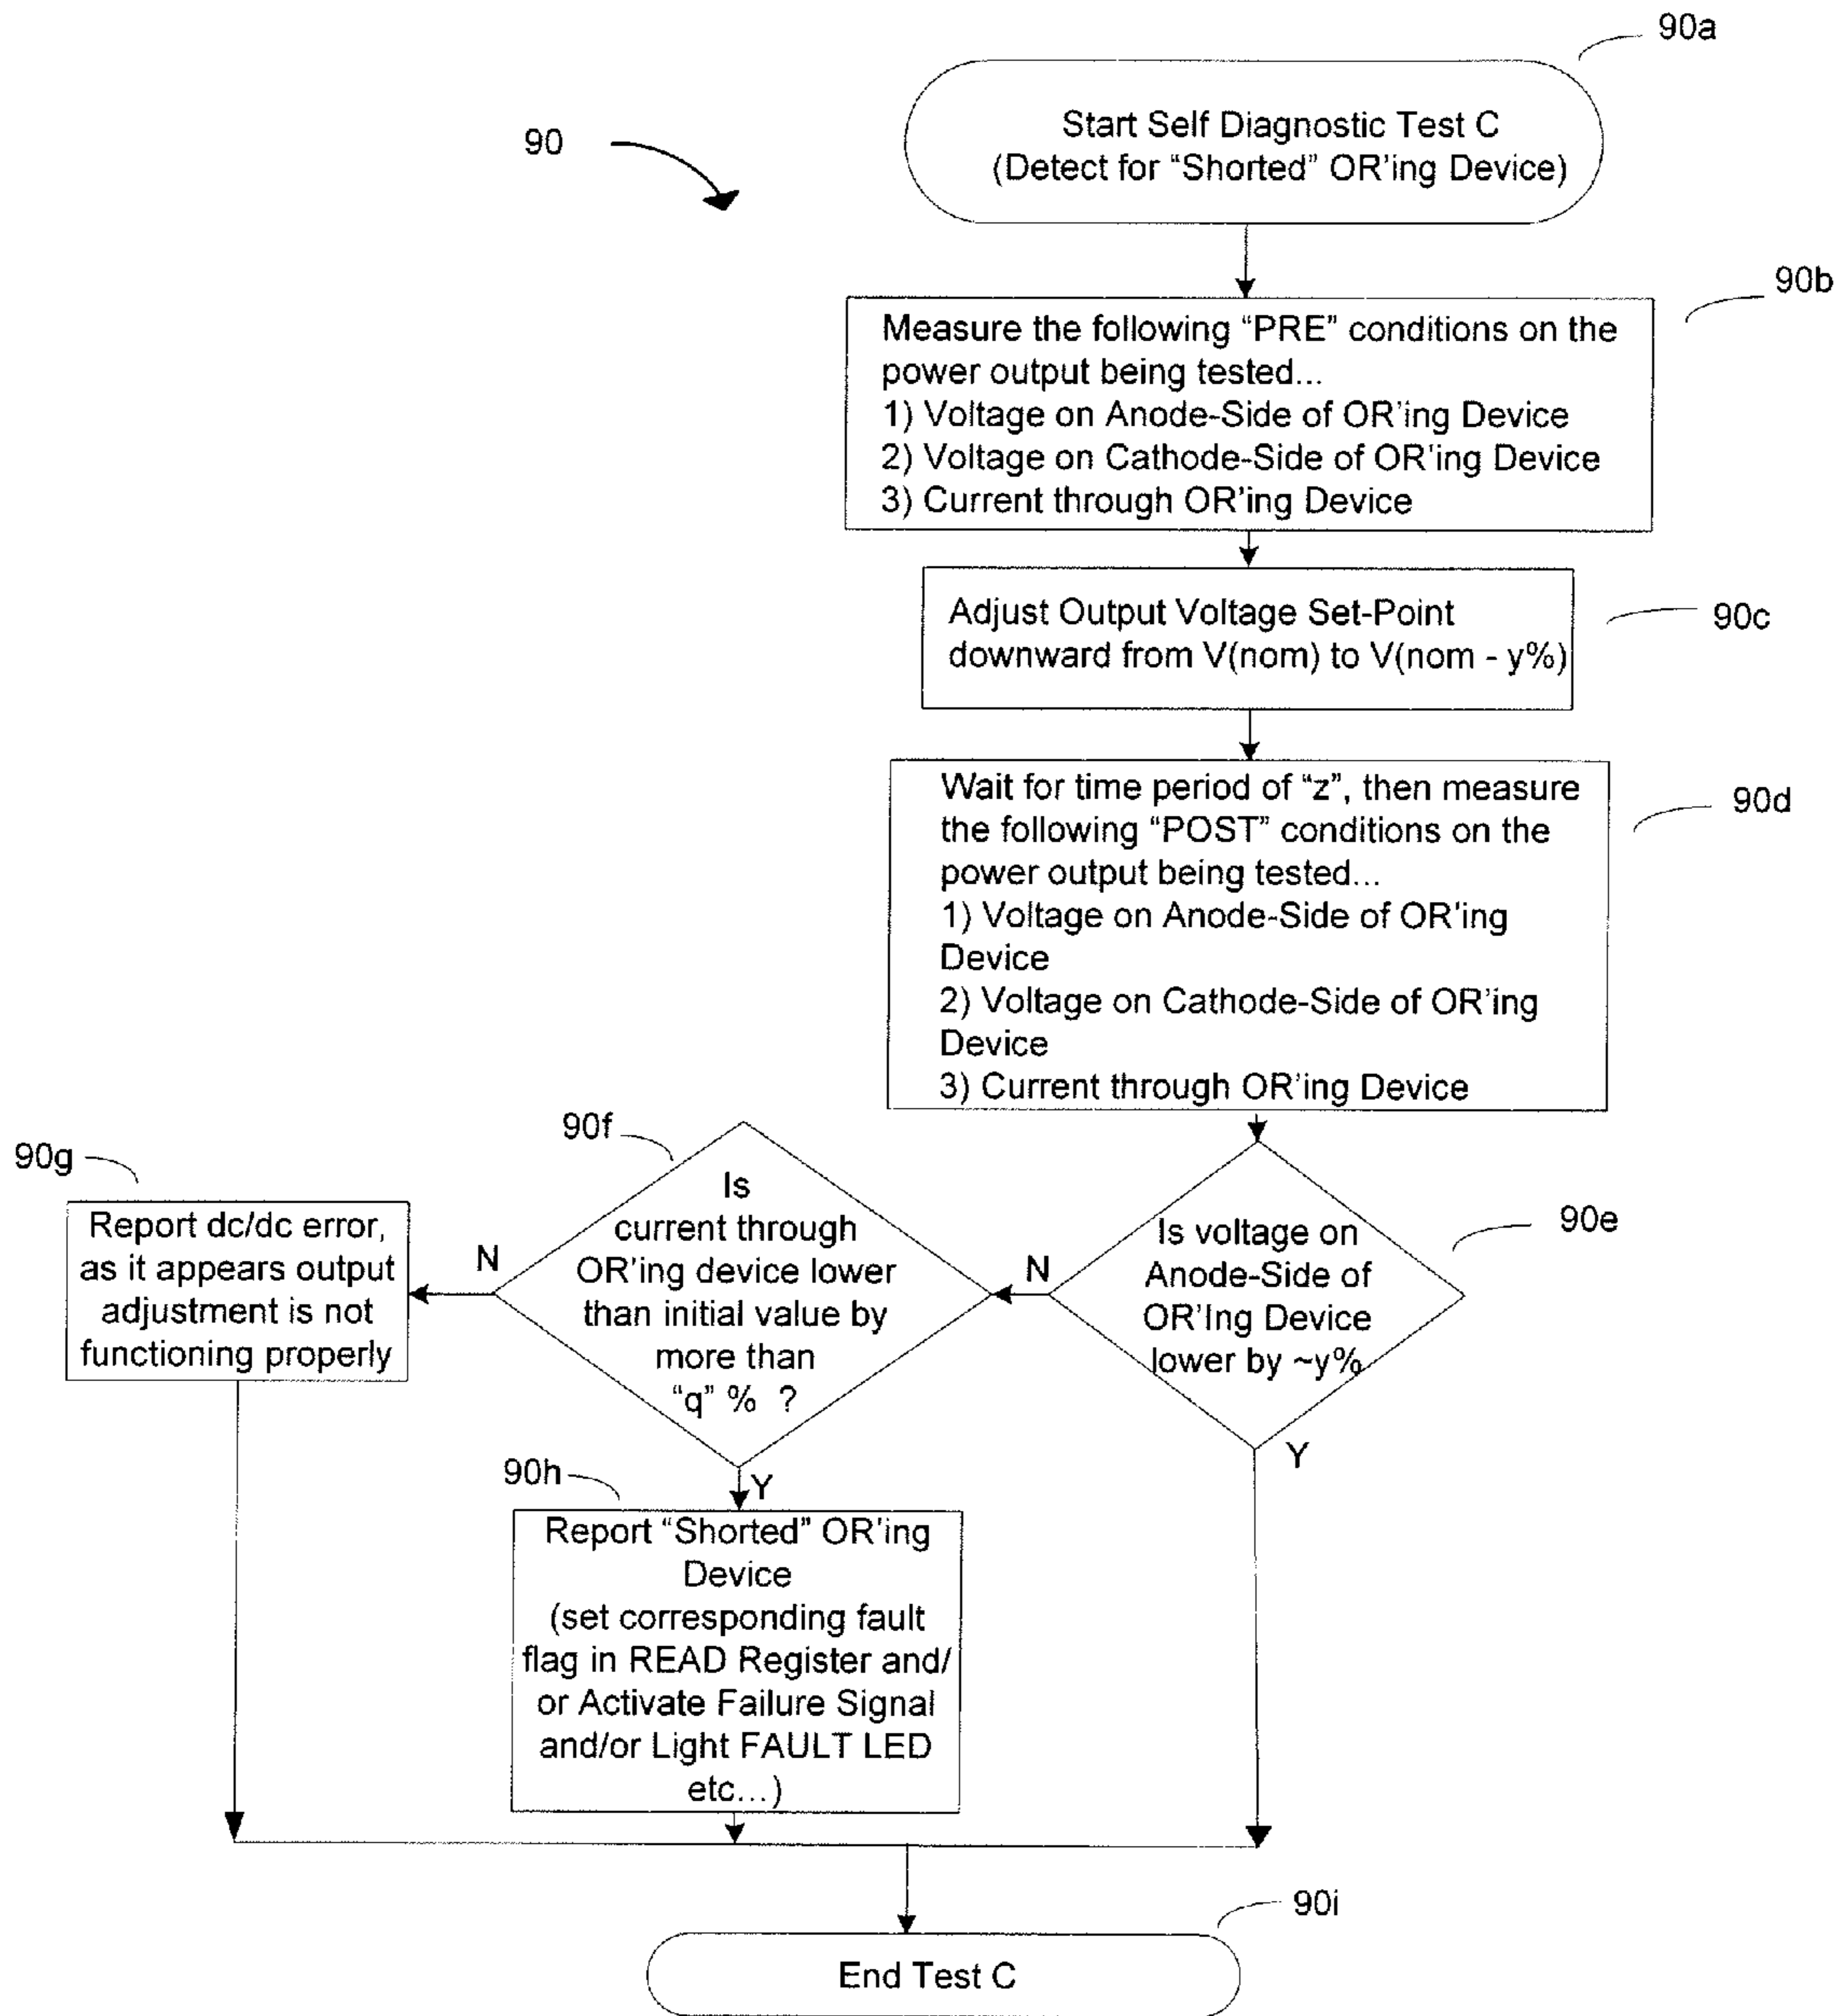 90a
Start Self Diagnostic Test C
(Detect for “Shorted” OR’ing Device)
90
90b
Measure the following “PRE” conditions on the
power output being tested...
1) Voltage on Anode-Side of OR’ing Device
2) Voltage on Cathode-Side of OR’ing Device
3) Current through OR’ing Device
Adjust Output Voltage Set-Point
downward from V(nom) to V(nom - y%)
90c
Wait for time period of “z”, then measure
the following “POST” conditions on the
power output being tested...
1) Voltage on Anode-Side of OR’ing
Device
2) Voltage on Cathode-Side of OR’ing
Device
3) Current through OR’ing Device
90d
90e
Is voltage on
Anode-Side of
OR’Ing Device
lower by ~y%
N
Y
90f
Is
current through
OR’ing device lower
than initial value by
more than
“q” % ?
N
Y
90g
Report dc/dc error,
as it appears output
adjustment is not
functioning properly
90h
Report “Shorted” OR’ing
Device
(set corresponding fault
flag in READ Register and/
or Activate Failure Signal
and/or Light FAULT LED
etc...)
90i
End Test C